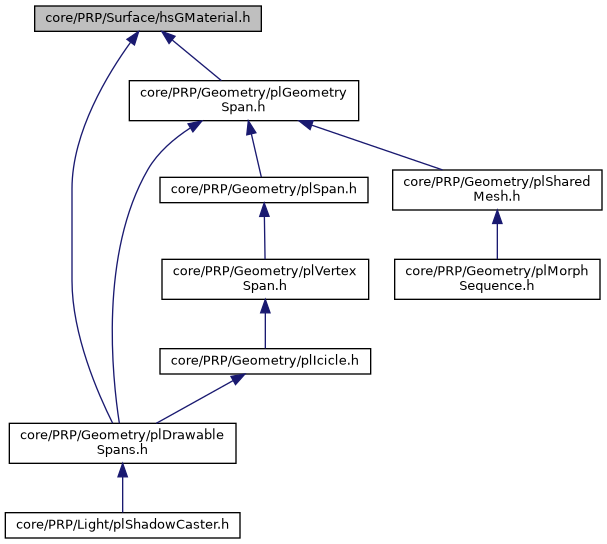 core/PRP/Surface/hsGMaterial.h
core/PRP/Geometry/plGeometry
Span.h
core/PRP/Geometry/plSpan.h
core/PRP/Geometry/plShared
Mesh.h
core/PRP/Geometry/plVertex
Span.h
core/PRP/Geometry/plMorph
Sequence.h
core/PRP/Geometry/plIcicle.h
core/PRP/Geometry/plDrawable
Spans.h
core/PRP/Light/plShadowCaster.h